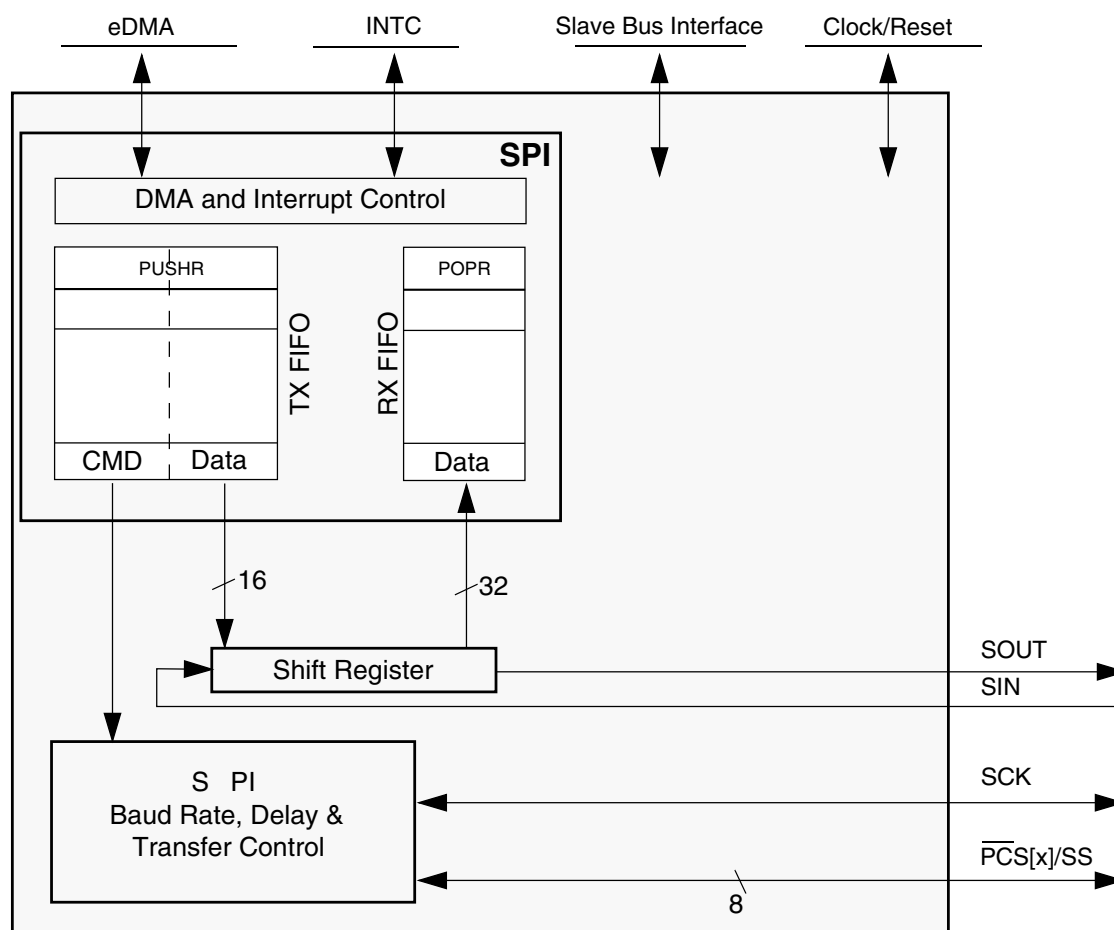 eDMA
INTC
Slave Bus Interface
Clock/Reset
SPI
DMA and Interrupt Control
PUSHR
POPR
TX FIFO
RX FIFO
CMD
Data
Data
16
32
Shift Register
SOUT
SIN
S PI
Baud Rate, Delay &
Transfer Control
SCK
PCS[x]/SS
8